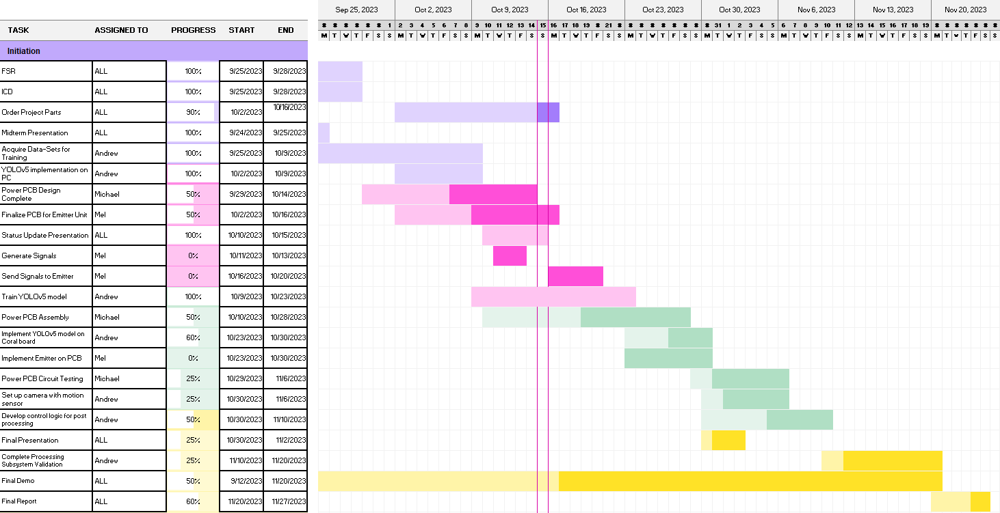 Sep 25, 2023 Oct 2, 2023 Oct 9, 2023 Oct 16, 2023 Oct 23, 2023 Oct 30, 2023 Nov 6, 2023 Nov 13, 2023 Nov 20, 2023
TASK ASSIGNED TO PROGRESS START END
1 2 3 4 5 6 7 8 9 10 11 12 13 14 15 16 17 18 19 21 31 1 2 3 4 5 6 7 8 9 10 11 12 13 14 15 16 17 18 19
M T W T F S S M T W T F S S M T W T F S S M T W T F S S M T W T F S S M T W T F S S M T W T F S S M T W T F S S M T W T F S S
Initiation
FSR ALL 100% 9/25/2023 9/28/2023
ICD ALL 100% 9/25/2023 9/28/2023
Order Project Parts ALL 90% 10/2/2023 10/16/2023
Midterm Presentation ALL 100% 9/24/2023 9/25/2023
Acquire Data-Sets for
Training Andrew 100% 9/25/2023 10/9/2023
YOLOv5 implementation on
PC Andrew 100% 10/2/2023 10/9/2023
Power PCB Design
Complete Michael 50% 9/29/2023 10/14/2023
Finalize PCB for Emitter Unit Mel 50% 10/2/2023 10/16/2023
Status Update Presentation ALL 100% 10/10/2023 10/15/2023
Generate Signals Mel 0% 10/11/2023 10/13/2023
Send Signals to Emitter Mel 0% 10/16/2023 10/20/2023
Train YOLOv5 model Andrew 100% 10/9/2023 10/23/2023
Power PCB Assembly Michael 50% 10/10/2023 10/28/2023
Implement YOLOv5 model on
Coral board Andrew 60% 10/23/2023 10/30/2023
Implement Emitter on PCB Mel 0% 10/23/2023 10/30/2023
Power PCB Circuit Testing Michael 25% 10/29/2023 11/6/2023
Set up camera with motion
sensor Andrew 25% 10/30/2023 11/6/2023
Develop control logic for post
processing Andrew 50% 10/30/2023 11/10/2023
Final Presentation ALL 25% 10/30/2023 11/2/2023
Complete Processing
Subsystem Validation Andrew 25% 11/10/2023 11/20/2023
Final Demo ALL 50% 9/12/2023 11/20/2023
Final Report ALL 60% 11/20/2023 11/27/2023